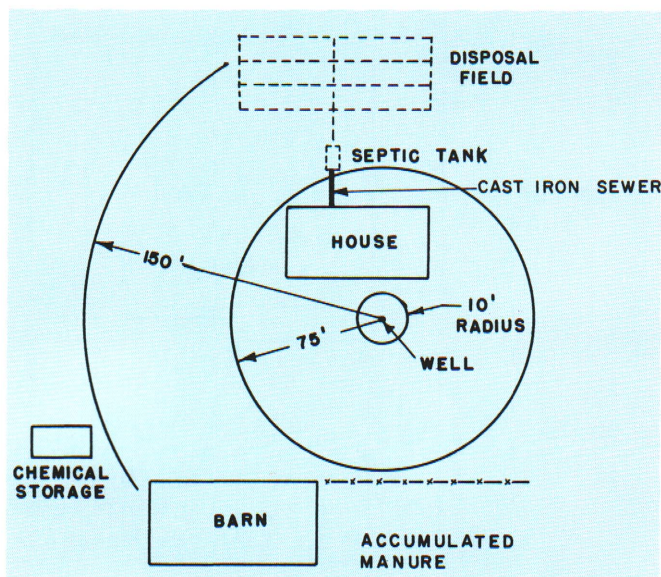 DISPOSAL
FIELD
SEPTIC TANK
CAST IRON SEWER
HOUSE
150'
10'
RADIUS
75'
WELL
CHEMICAL
STORAGE
BARN
ACCUMULATED
MANURE